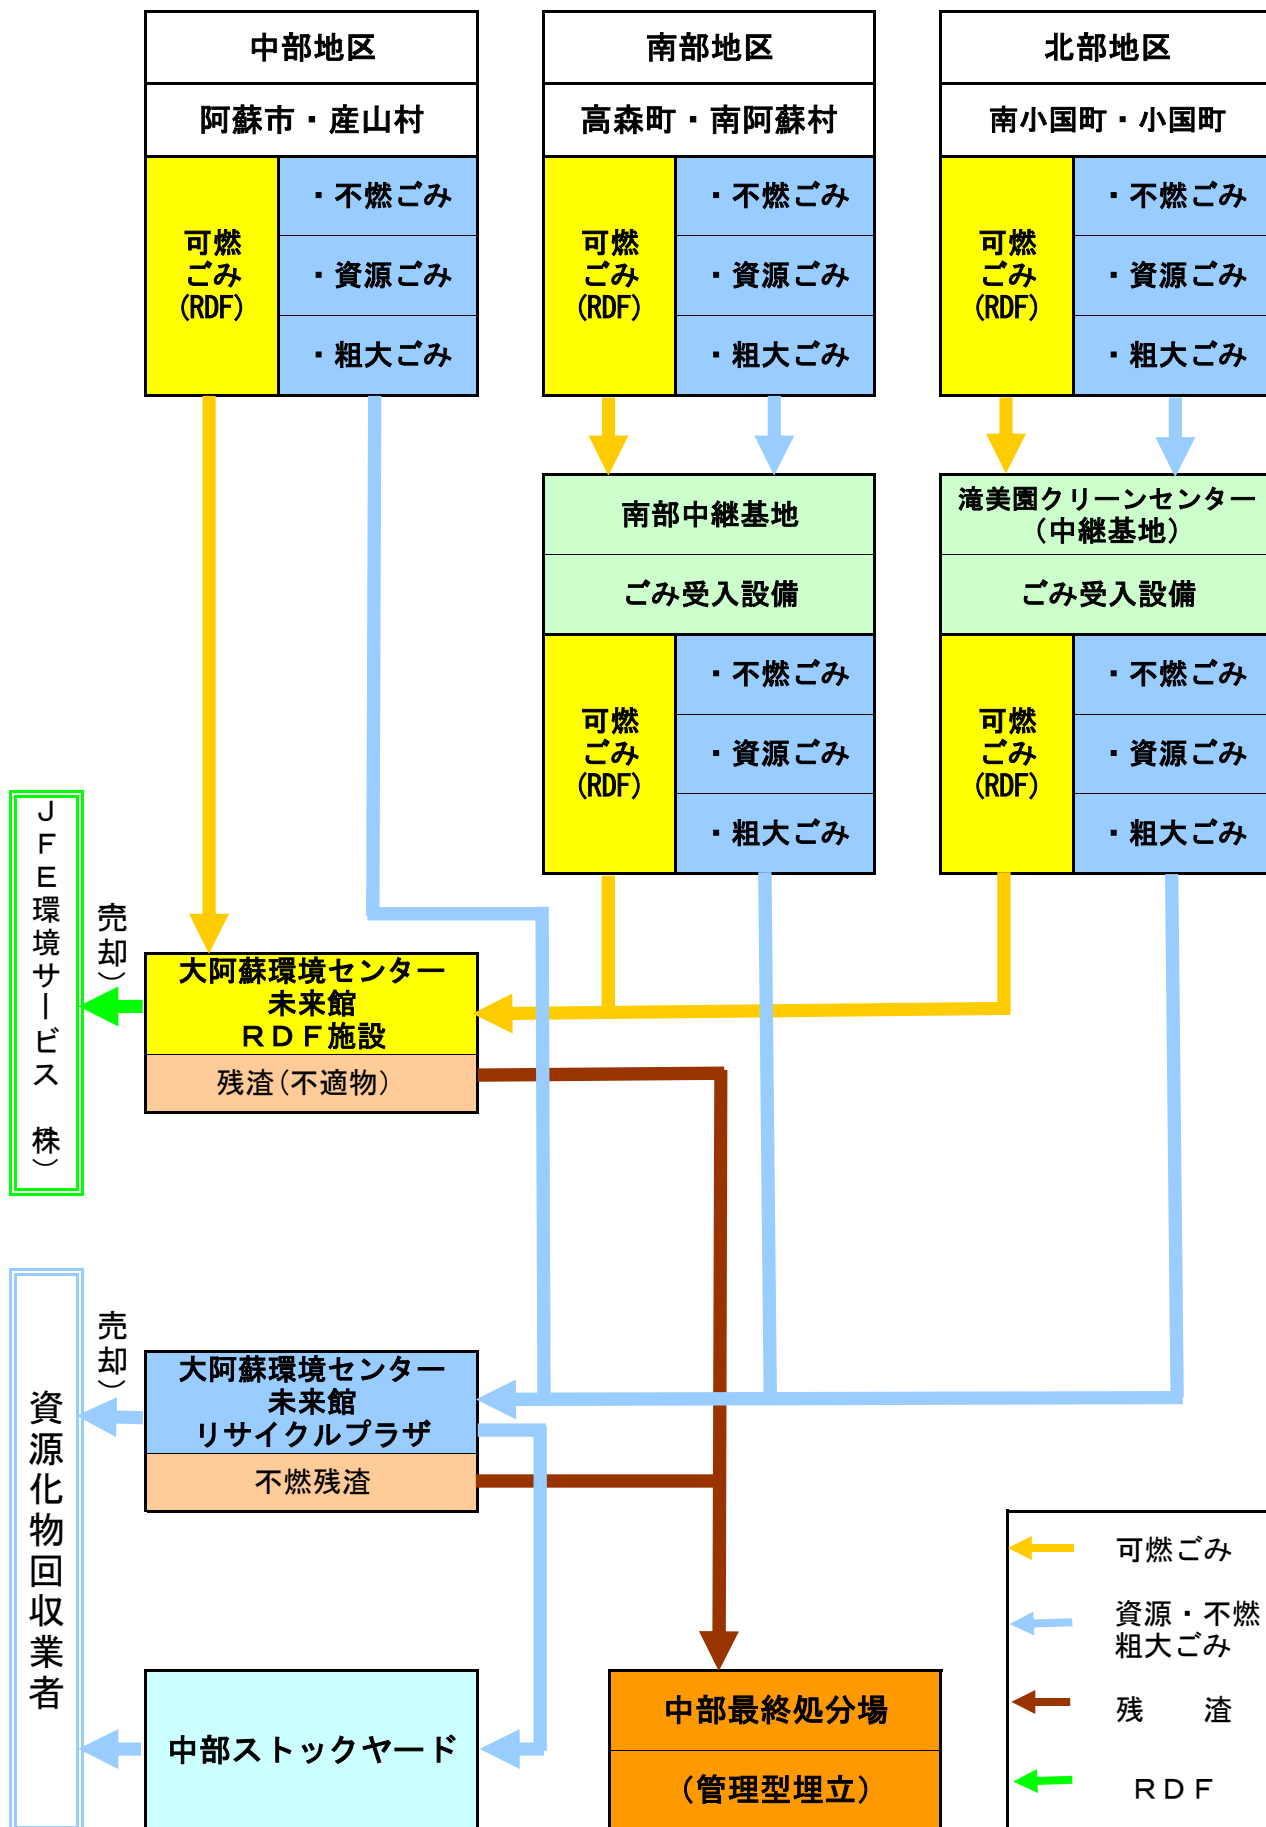 中部地区
阿蘇市・産山村
可燃
ごみ
(RDF)
・不燃ごみ
・資源ごみ
・粗大ごみ
南部地区
高森町・南阿蘇村
可燃
ごみ
(RDF)
・不燃ごみ
・資源ごみ
・粗大ごみ
北部地区
南小国町・小国町
可燃
ごみ
(RDF)
・不燃ごみ
・資源ごみ
・粗大ごみ
南部中継基地
ごみ受入設備
可燃
ごみ
(RDF)
・不燃ごみ
・資源ごみ
・粗大ごみ
滝美園クリーンセンター
（中継基地）
ごみ受入設備
可燃
ごみ
(RDF)
・不燃ごみ
・資源ごみ
・粗大ごみ
ＪＦＥ環境サービス（株）
（売却）
大阿蘇環境センター
未来館
ＲＤＦ施設
残渣（不適物）
資源化物回収業者
（売却）
大阿蘇環境センター
未来館
リサイクルプラザ
不燃残渣
中部ストックヤード
中部最終処分場
（管理型埋立）
可燃ごみ
資源・不燃
粗大ごみ
残　　渣
ＲＤＦ